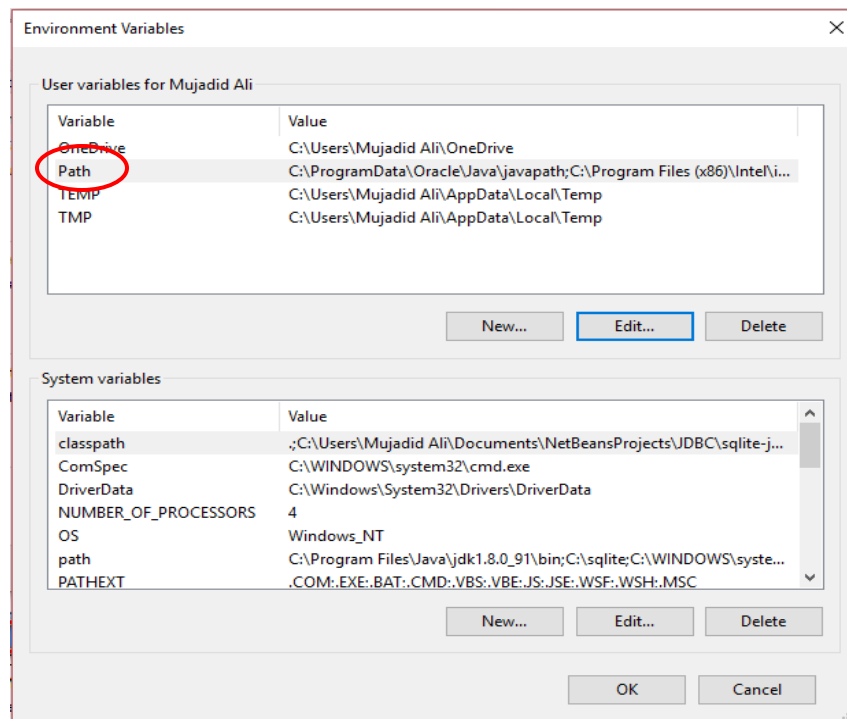 Environment Variables
User variables for Mujadid Ali
Variable Value
OneDrive C:\Users\Mujadid Ali\OneDrive
Path C:\ProgramData\Oracle\Java\javapath;C:\Program Files (x86)\Intel\i...
TEMP C:\Users\Mujadid Ali\AppData\Local\Temp
TMP C:\Users\Mujadid Ali\AppData\Local\Temp
New... Edit... Delete
System variables
Variable Value
classpath .;C:\Users\Mujadid Ali\Documents\NetBeansProjects\JDBC\sqlite-j...
ComSpec C:\WINDOWS\system32\cmd.exe
DriverData C:\Windows\System32\Drivers\DriverData
NUMBER_OF_PROCESSORS 4
OS Windows_NT
path C:\Program Files\Java\jdk1.8.0_91\bin;C:\sqlite;C:\WINDOWS\syste...
PATHEXT .COM;.EXE;.BAT;.CMD;.VBS;.VBE;.JS;.JSE;.WSF;.WSH;.MSC
New... Edit... Delete
OK Cancel